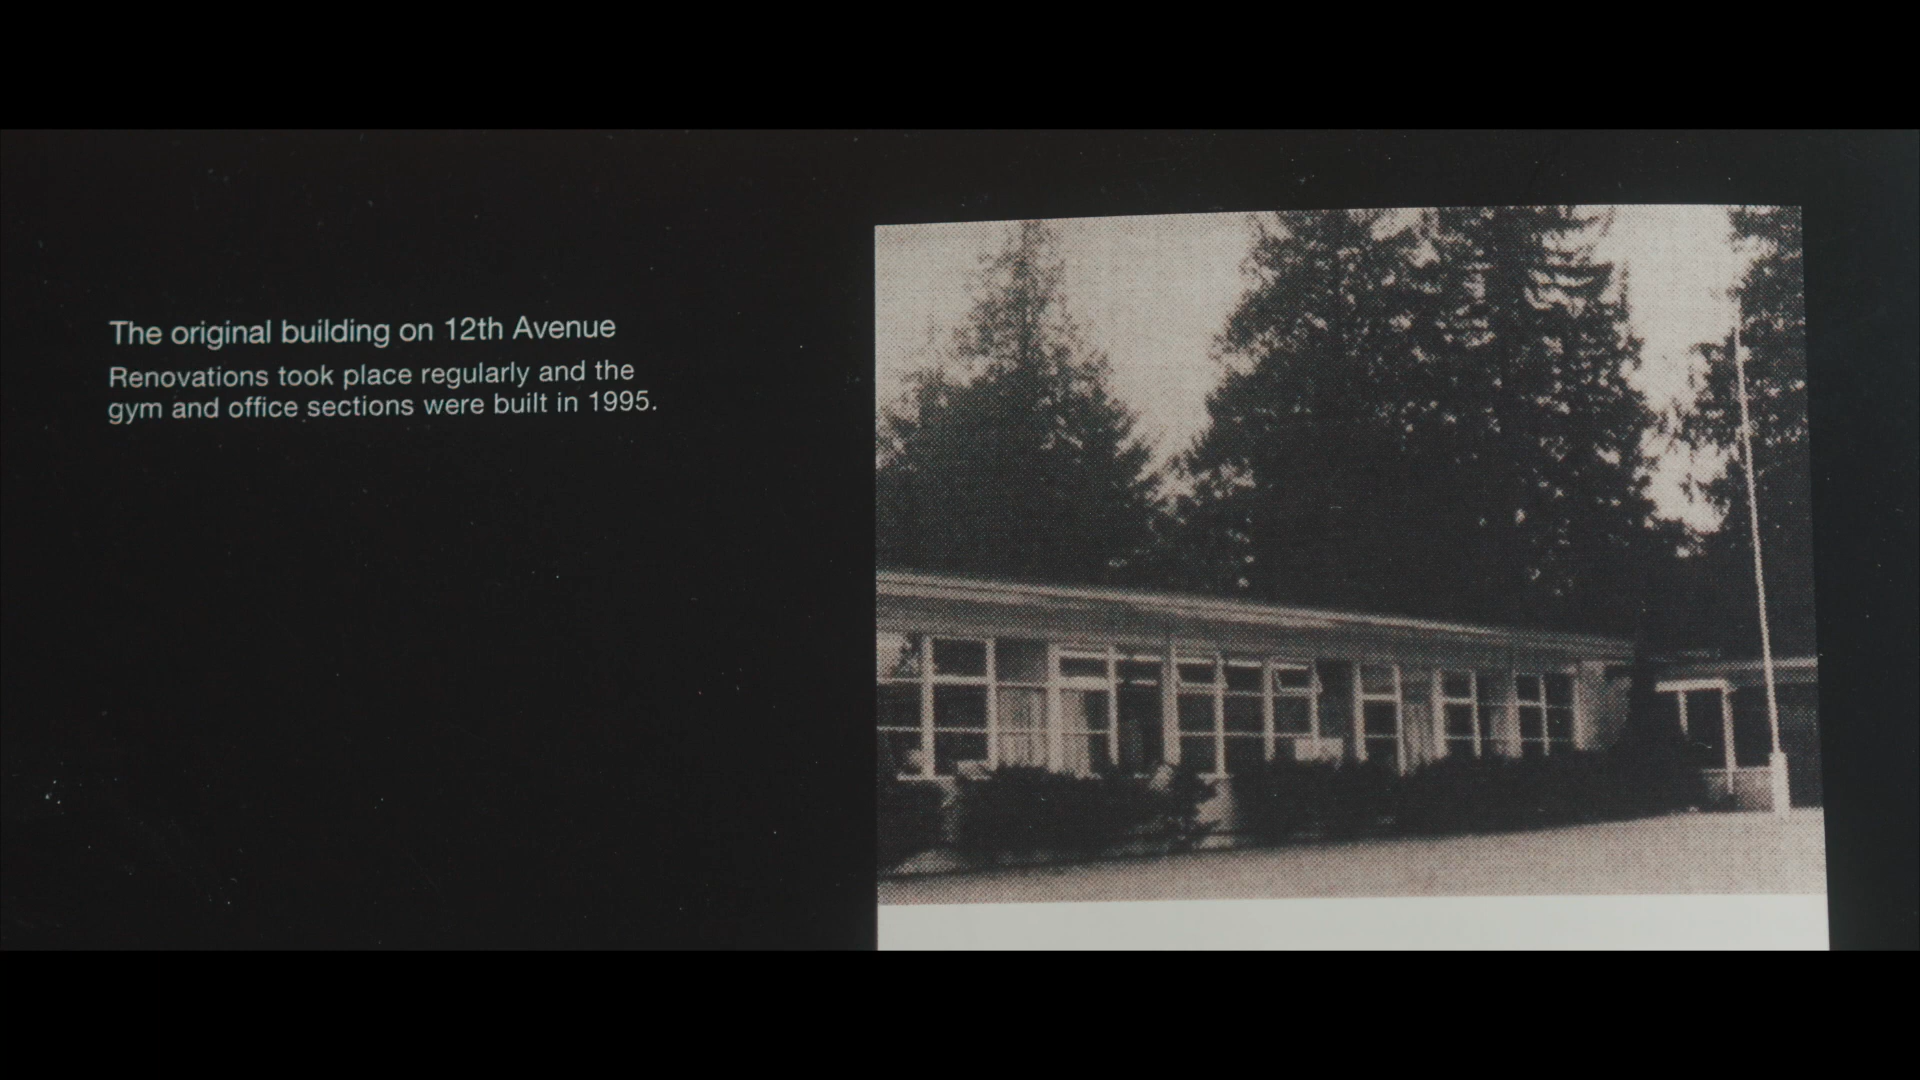 The original building on 12th Avenue
Renovations took place regularly and the
gym and office sections were built in 1995.